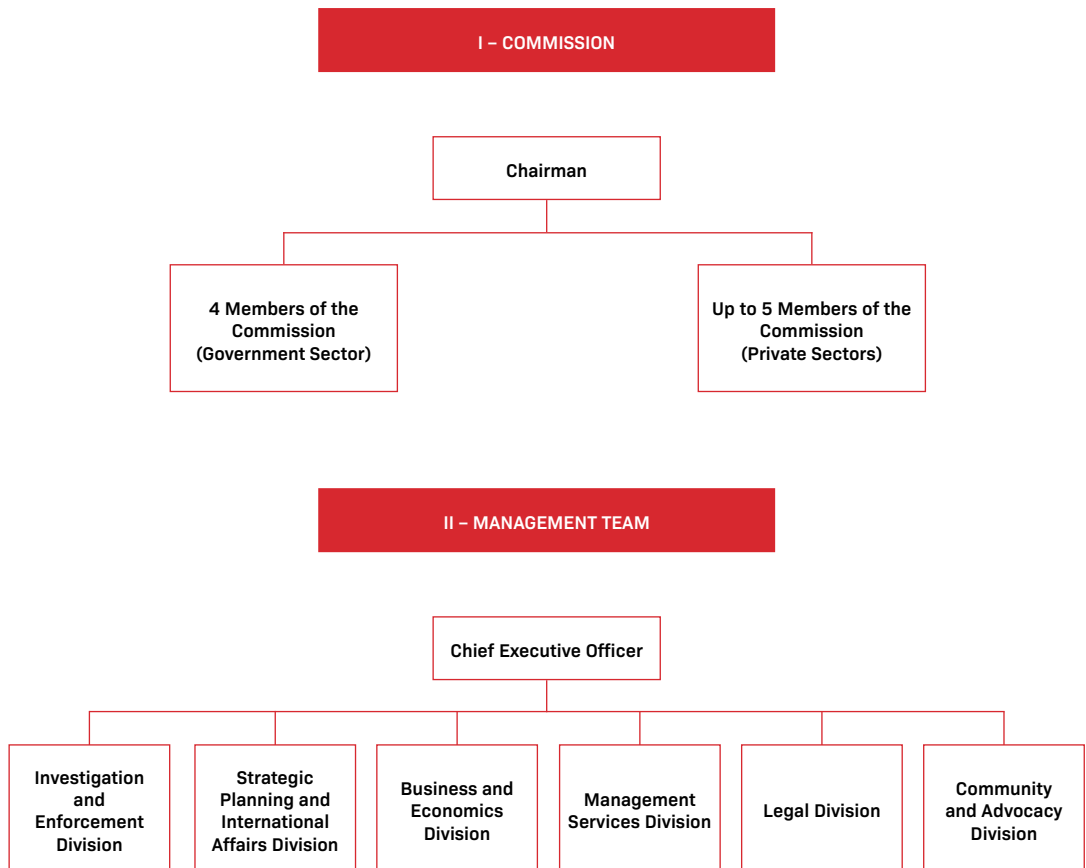 I – COMMISSION
Chairman
4 Members of the
Commission
(Government Sector)
Up to 5 Members of the
Commission
(Private Sectors)
II – MANAGEMENT TEAM
Chief Executive Officer
Investigation
and
Enforcement
Division
Strategic
Planning and
International
Affairs Division
Business and
Economics
Division
Management
Services Division
Legal Division
Community
and Advocacy
Division